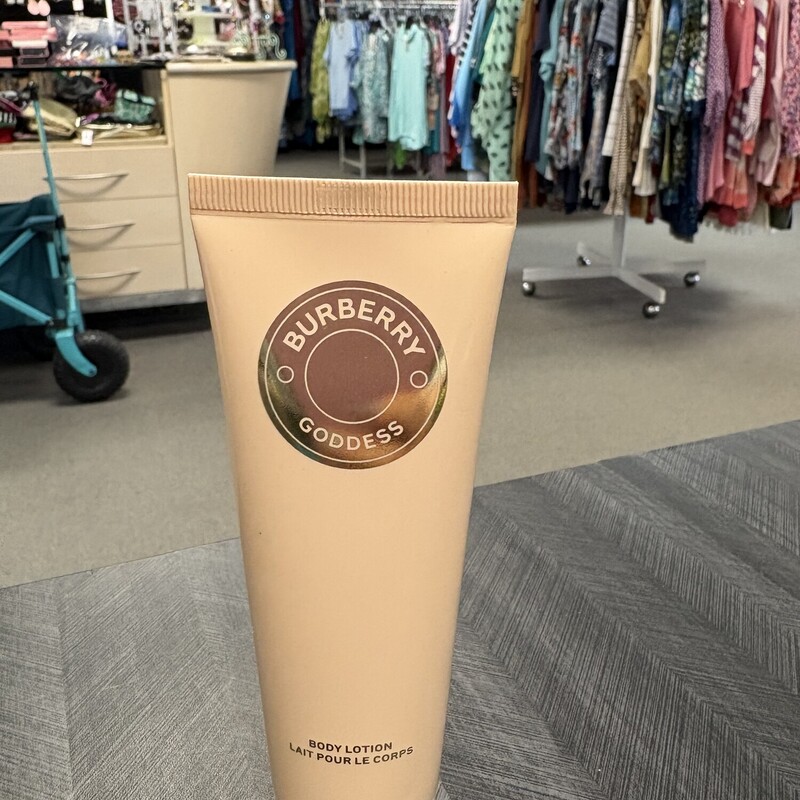 BURBERRY
GODDESS
BODY LOTION
LAIT POUR LE CORPS